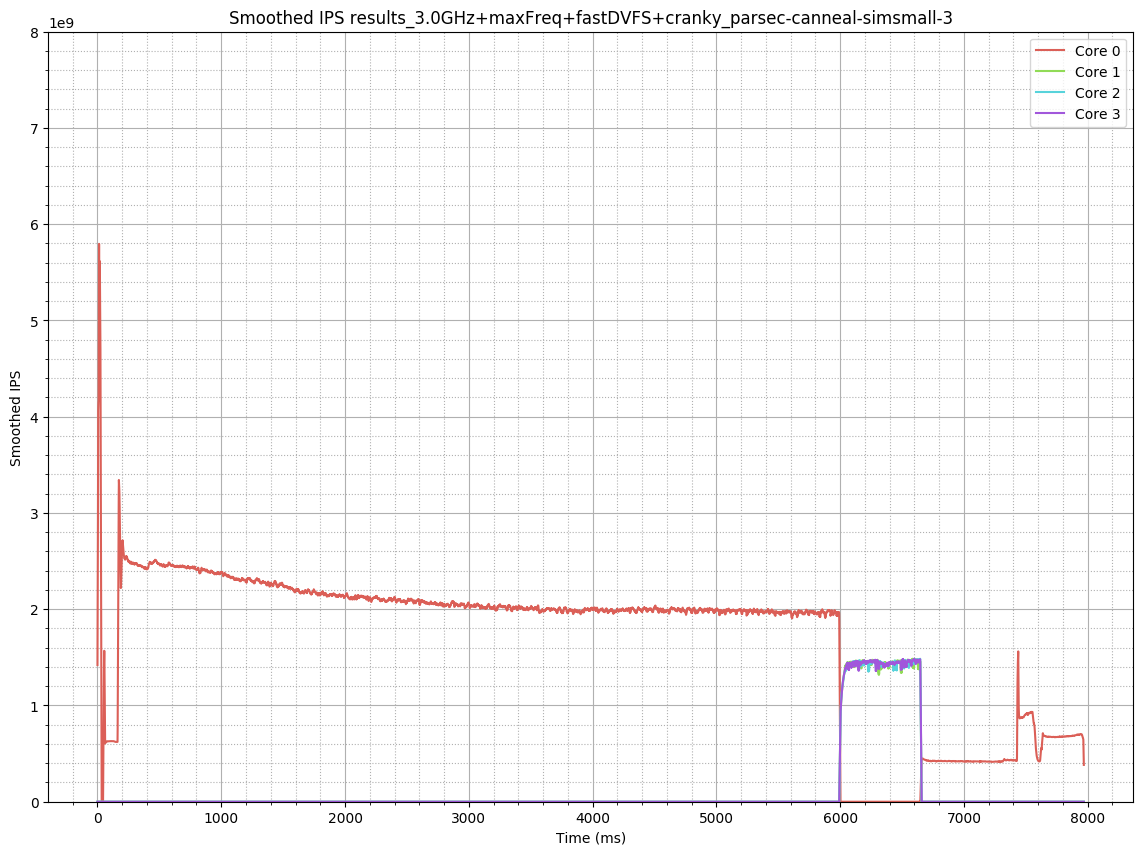 Smoothed IPS results_3.0GHz+maxFreq+fastDVFS+cranky_parsec-canneal-simsmall-3
1e9
8
7
6
5
4
3
2
1
0
Smoothed IPS
Core 0
Core 1
Core 2
Core 3
0
1000
2000
3000
4000
5000
6000
7000
8000
Time (ms)